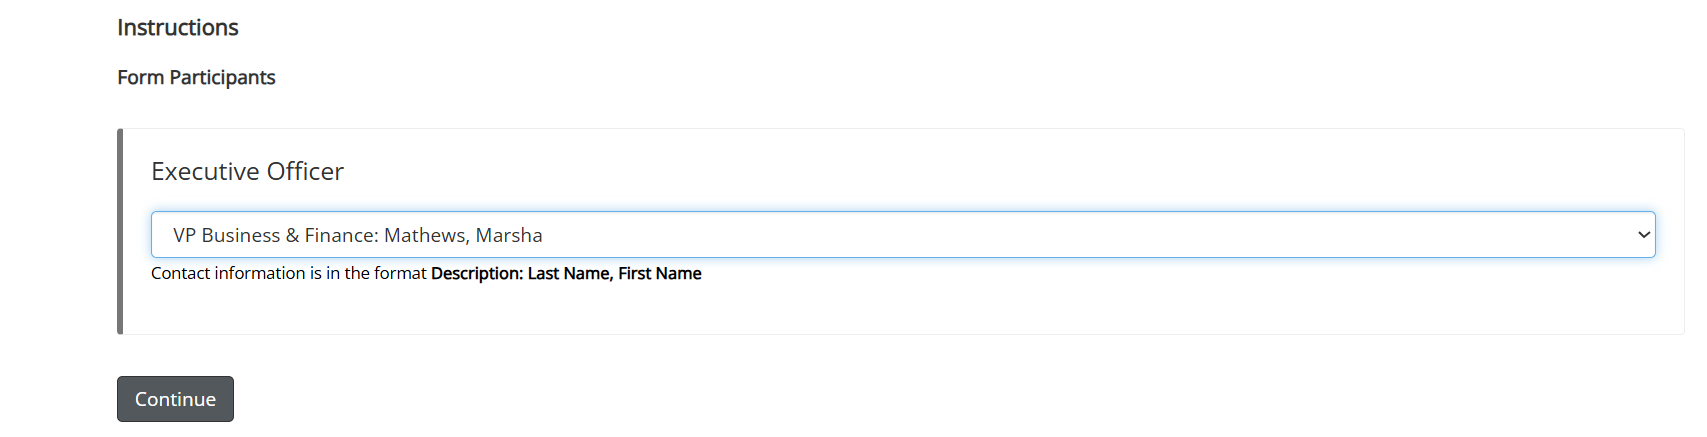 Instructions
Form Participants
Executive Officer
VP Business & Finance: Mathews, Marsha
Contact information is in the format Description: Last Name, First Name
Continue